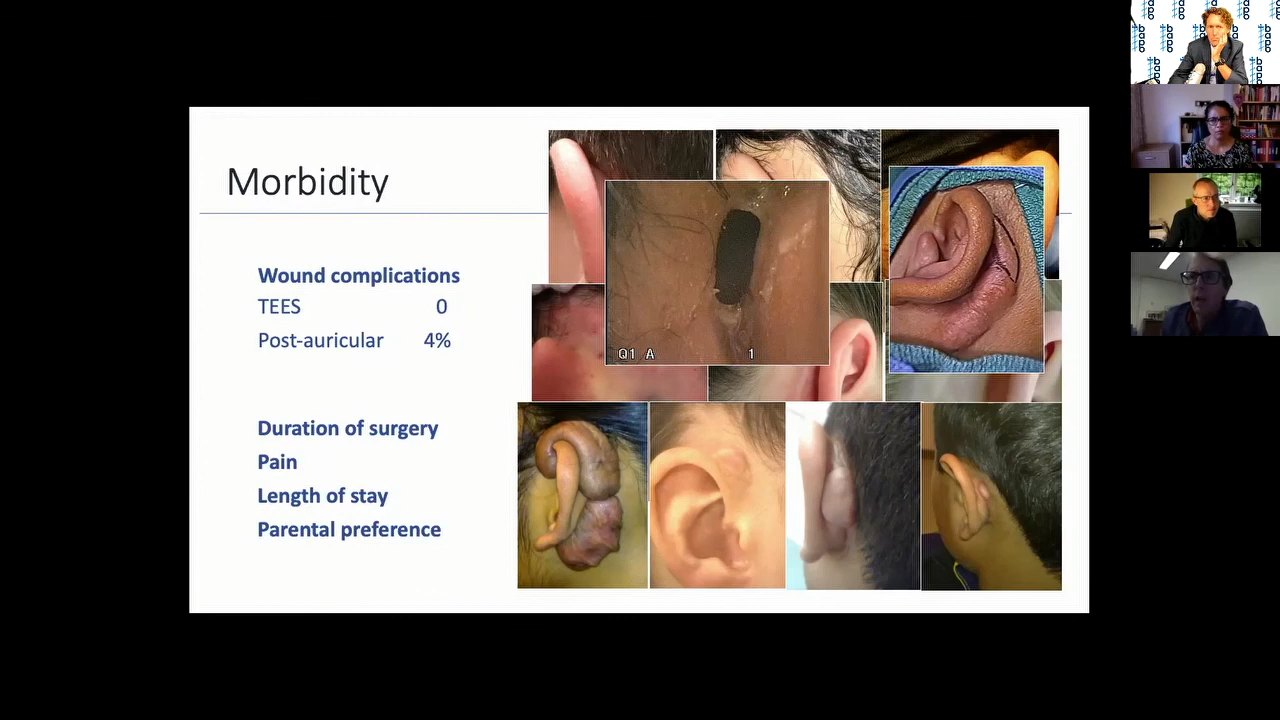 Morbidity
Wound complications
TEES 0
Post-auricular 4%
Duration of surgery
Pain
Length of stay
Parental preference
Q1 A 1